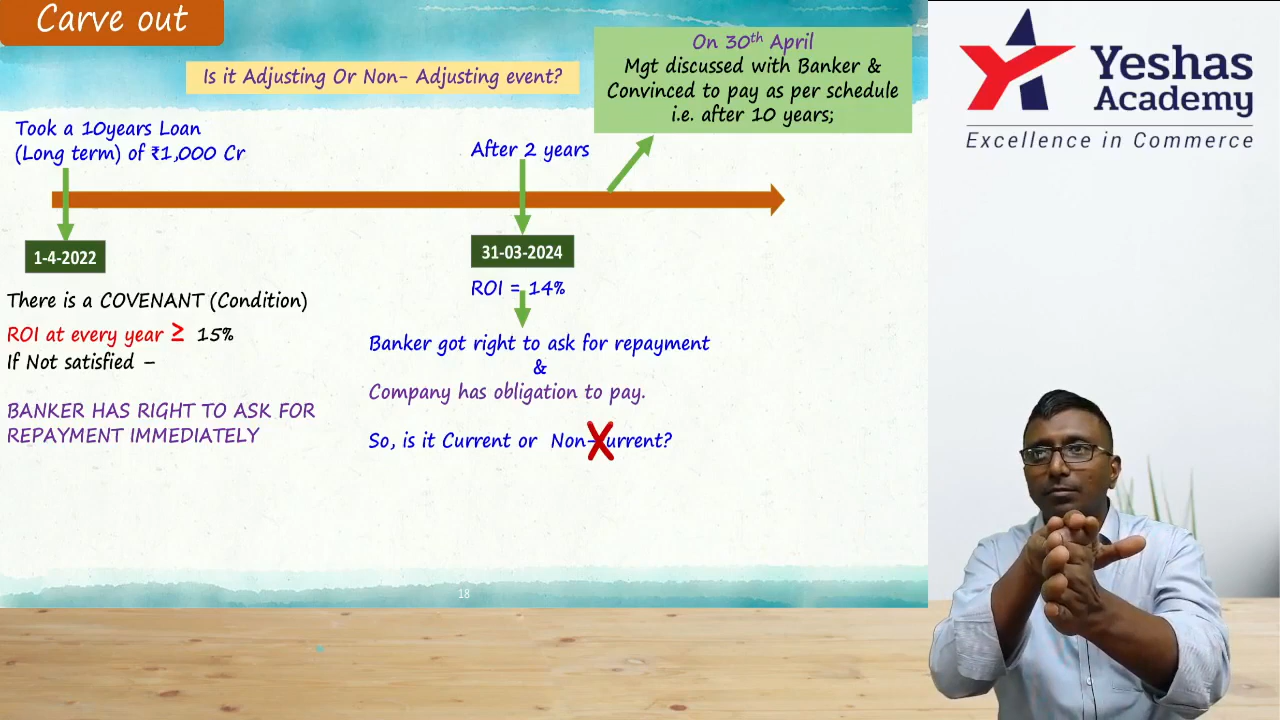 Carve out
Is it Adjusting Or Non- Adjusting event?
On 30th April
Mgt discussed with Banker &
Convinced to pay as per schedule
i.e. after 10 years;
Took a 10years Loan
(Long term) of ₹1,000 Cr
After 2 years
1-4-2022
31-03-2024
There is a COVENANT (Condition)
ROI at every year ≥ 15%
If Not satisfied –
BANKER HAS RIGHT TO ASK FOR
REPAYMENT IMMEDIATELY
ROI = 14%
Banker got right to ask for repayment
&
Company has obligation to pay.
So, is it Current or Non-Current?
18
Yeshas
Academy
Excellence in Commerce